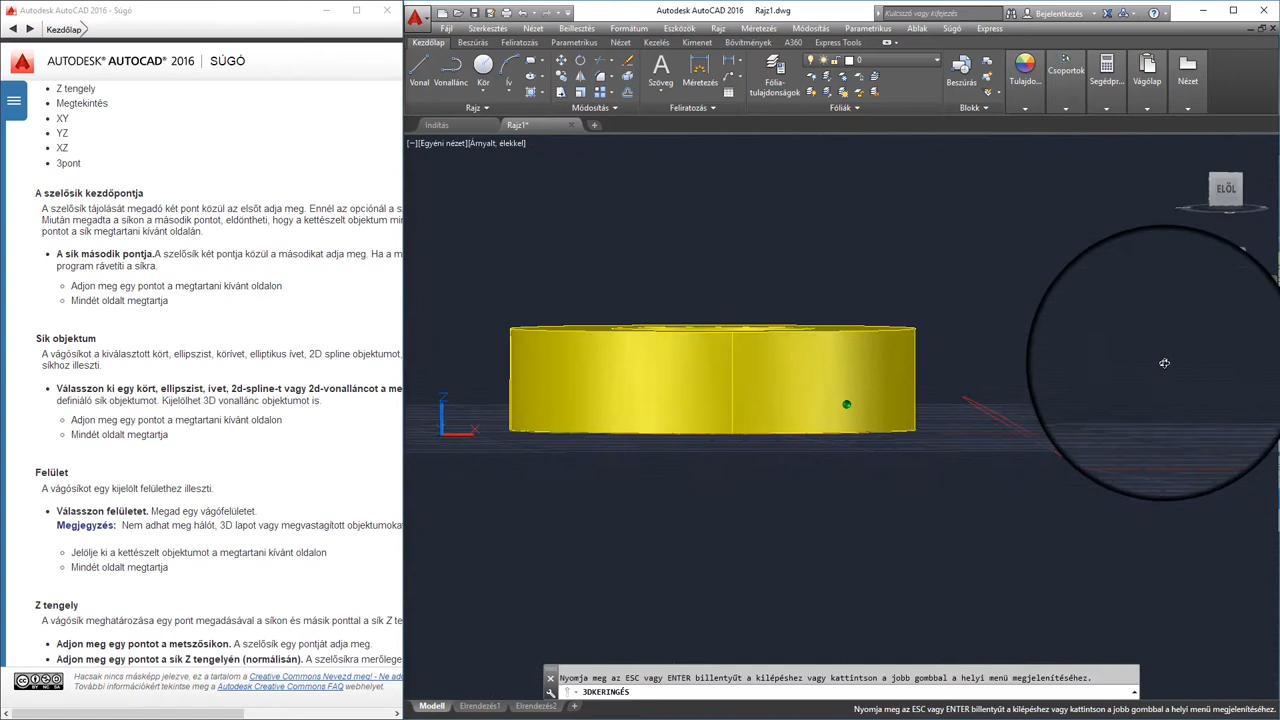 Autodesk AutoCAD 2016 - Súgó
Kezdőlap
AUTODESK® AUTOCAD® 2016 | SÚGÓ
Z tengely
Megtekintés
XY
YZ
XZ
3pont
A szelősík kezdőpontja
A szelősík tájolását megadó két pont közül az elsőt adja meg. Ennél az opciónál a s
Miután megadta a síkon a második pontot, eldöntheti, hogy a kettészelt objektum min
pont a sík megtartani kívánt oldalán.
A sík második pontja.A szelősík két pontja közül a másodikat adja meg. Ha a m
program rávetíti a síkra.
Adjon meg egy pontot a megtartani kívánt oldalon
Mindét oldalt megtartja
Sík objektum
A vágósíkot a kiválasztott kört, ellipszist, körívet, elliptikus ívet, 2D spline objektumot,
síkhoz illeszti.
Válasszon ki egy kört, ellipszist, ívet, 2d-spline-t vagy 2d-vonalláncot a me
definiáló sík objektumot. Kijelölhet 3D vonallánc objektumot is.
Adjon meg egy pontot a megtartani kívánt oldalon
Mindét oldalt megtartja
Felület
A vágósíkot egy kijelölt felülethez illeszti.
Válasszon felületet. Megad egy vágófelületet.
Megjegyzés: Nem adhat meg hálót, 3D lapot vagy megvastagított objektumoka
Jelölje ki a kettészelt objektumot a megtartani kívánt oldalon
Mindét oldalt megtartja
Z tengely
A vágósík meghatározása egy pont megadásával a síkon és másik ponttal a sík Z te
Adjon meg egy pontot a metszősíkon. A szelősík egy pontját adja meg.
Adjon meg egy pontot a sík Z tengelyén (normálisán). A szelősíkra merőlege
Hacsak nincs másképp jelezve, ez a tartalom a Creative Commons Nevezd meg! - Ne ado
További információkért tekintse meg a Autodesk Creative Commons FAQ webhelyet.
Autodesk AutoCAD 2016 Rajz1.dwg
Kulcsszó vagy kifejezés
Bejelentkezés
Fájl Szerkesztés Nézet Beillesztés Formátum Eszközök Rajz Méretezés Módosítás Parametrikus Ablak Súgó Express
Kezdőlap Beszúrás Feliratozás Parametrikus Nézet Kezelés Kimenet Bővítmények A360 Express Tools
Vonal Vonallánc Kör Ív
Szöveg Méretezés
Fólia-
tulajdonságok
0
Beszúrás
Tulajdo... Csoportok Segédpr... Vágólap Nézet
Rajz Módosítás Feliratozás Fóliák Blokk
Indítás Rajz1*
[−][Egyéni nézet][Árnyalt, élekkel]
ELÖL
Z
X
Nyomja meg az ESC vagy ENTER billentyűt a kilépéshez vagy kattintson a jobb gombbal a helyi menü megjelenítéséhez.
3DKERINGÉS
Modell Elrendezés1 Elrendezés2
Nyomja meg az ESC vagy ENTER billentyűt a kilépéshez vagy kattintson a jobb gombbal a helyi menü megjelenítéséhez.